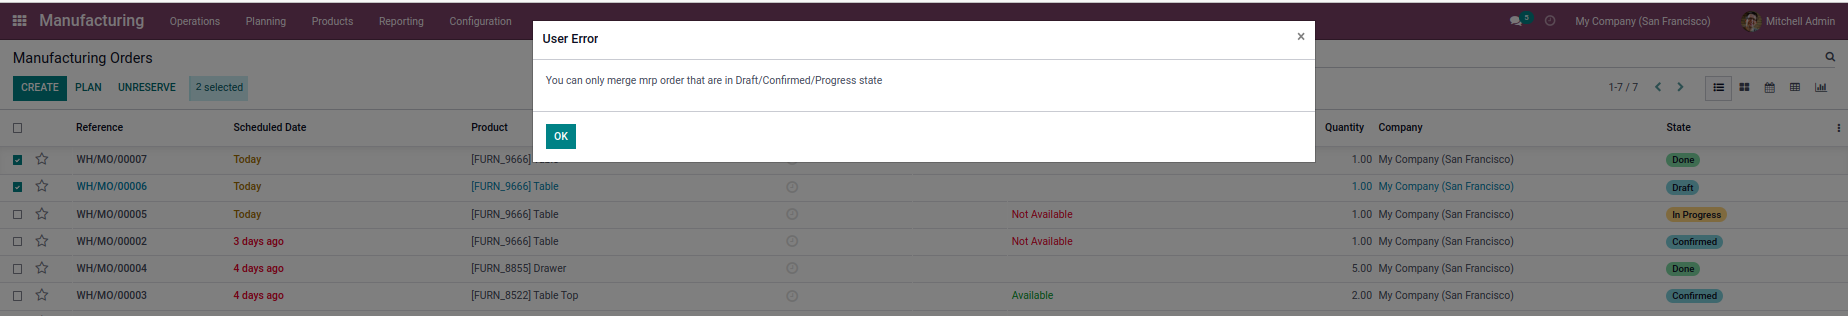 Manufacturing Operations Planning Products Reporting Configuration 5 My Company (San Francisco) Mitchell Admin
User Error ×
Manufacturing Orders
You can only merge mrp order that are in Draft/Confirmed/Progress state
CREATE PLAN UNRESERVE 2 selected 1-7 / 7
OK
Reference Scheduled Date Product Quantity Company State
WH/MO/00007 Today [FURN_9666] 1.00 My Company (San Francisco) Done
WH/MO/00006 Today [FURN_9666] Table 1.00 My Company (San Francisco) Draft
WH/MO/00005 Today [FURN_9666] Table Not Available 1.00 My Company (San Francisco) In Progress
WH/MO/00002 3 days ago [FURN_9666] Table Not Available 1.00 My Company (San Francisco) Confirmed
WH/MO/00004 4 days ago [FURN_8855] Drawer 5.00 My Company (San Francisco) Done
WH/MO/00003 4 days ago [FURN_8522] Table Top Available 2.00 My Company (San Francisco) Confirmed